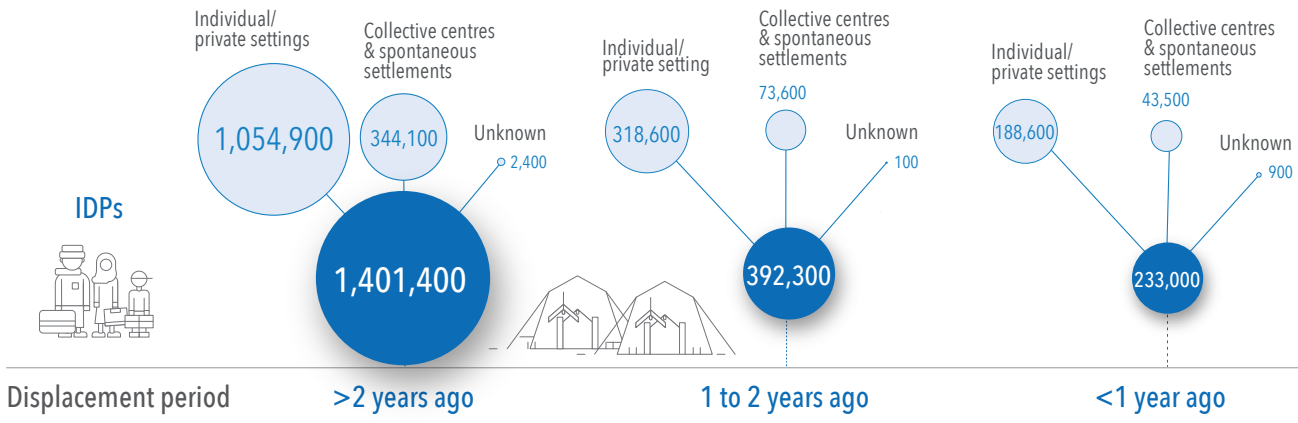 Individual/
private settings
Collective centres
& spontaneous
settlements
1,054,900
344,100
Unknown
2,400
1,401,400
Individual/
private setting
Collective centres
& spontaneous
settlements
73,600
318,600
Unknown
100
392,300
Individual/
private settings
Collective centres
& spontaneous
settlements
43,500
188,600
Unknown
900
233,000
IDPs
Displacement period
>2 years ago
1 to 2 years ago
<1 year ago